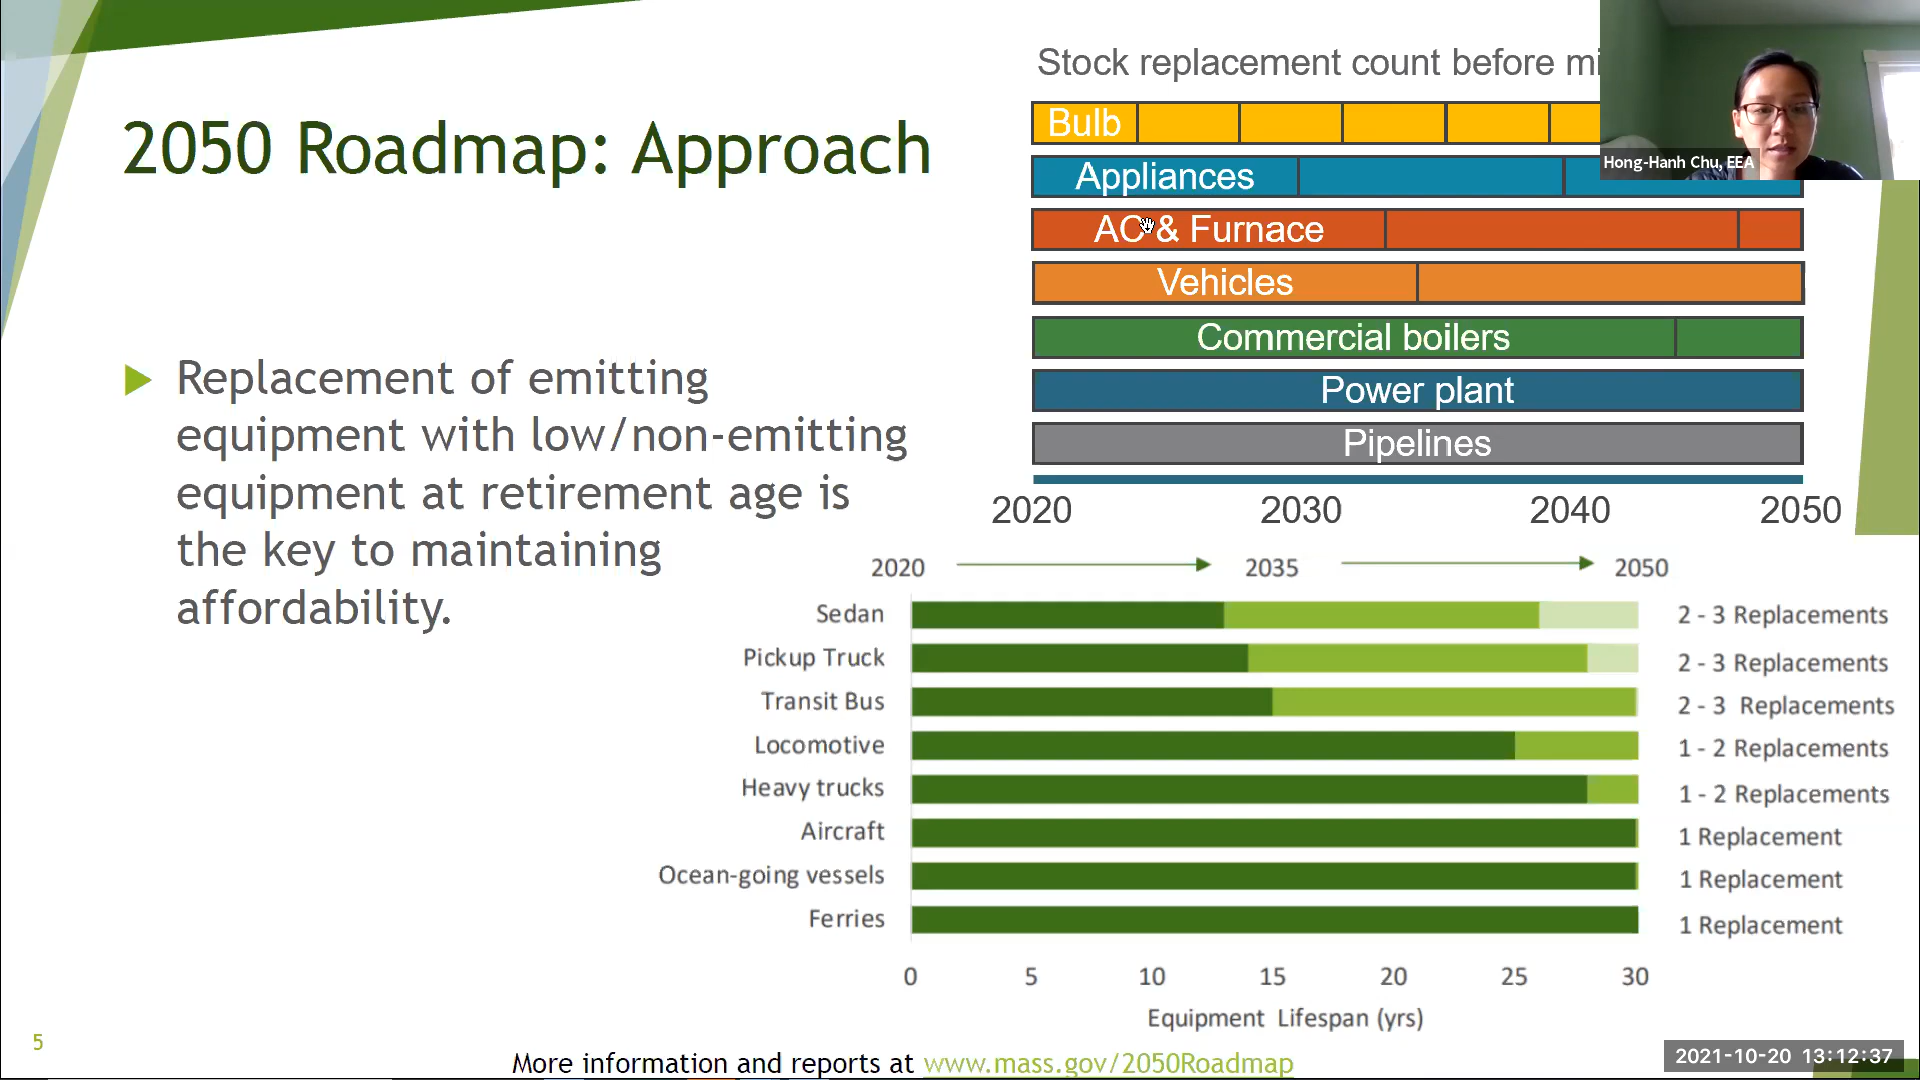 2050 Roadmap: Approach
Replacement of emitting
equipment with low/non-emitting
equipment at retirement age is
the key to maintaining
affordability.
Stock replacement count before
Bulb
Appliances
AC & Furnace
Vehicles
Commercial boilers
Power plant
Pipelines
2020 2030 2040 2050
Hong-Hanh Chu, EEA
2020 2035 2050
Sedan 2 - 3 Replacements
Pickup Truck 2 - 3 Replacements
Transit Bus 2 - 3 Replacements
Locomotive 1 - 2 Replacements
Heavy trucks 1 - 2 Replacements
Aircraft 1 Replacement
Ocean-going vessels 1 Replacement
Ferries 1 Replacement
0 5 10 15 20 25 30
Equipment Lifespan (yrs)
5
More information and reports at www.mass.gov/2050Roadmap
2021-10-20 13:12:37